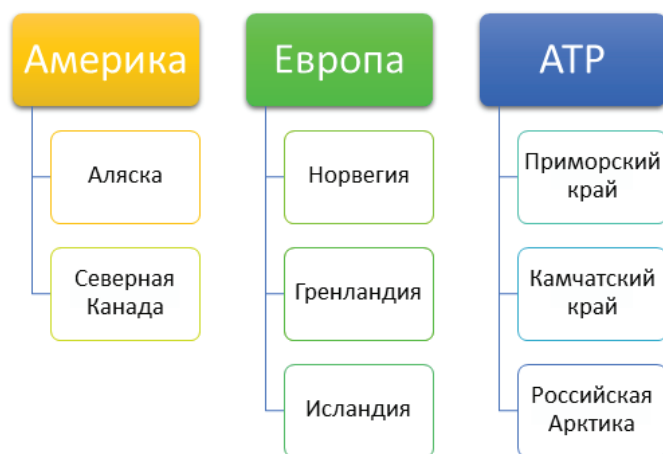 Америка
Аляска
Северная
Канада
Европа
Норвегия
Гренландия
Исландия
АТР
Приморский
край
Камчатский
край
Российская
Арктика